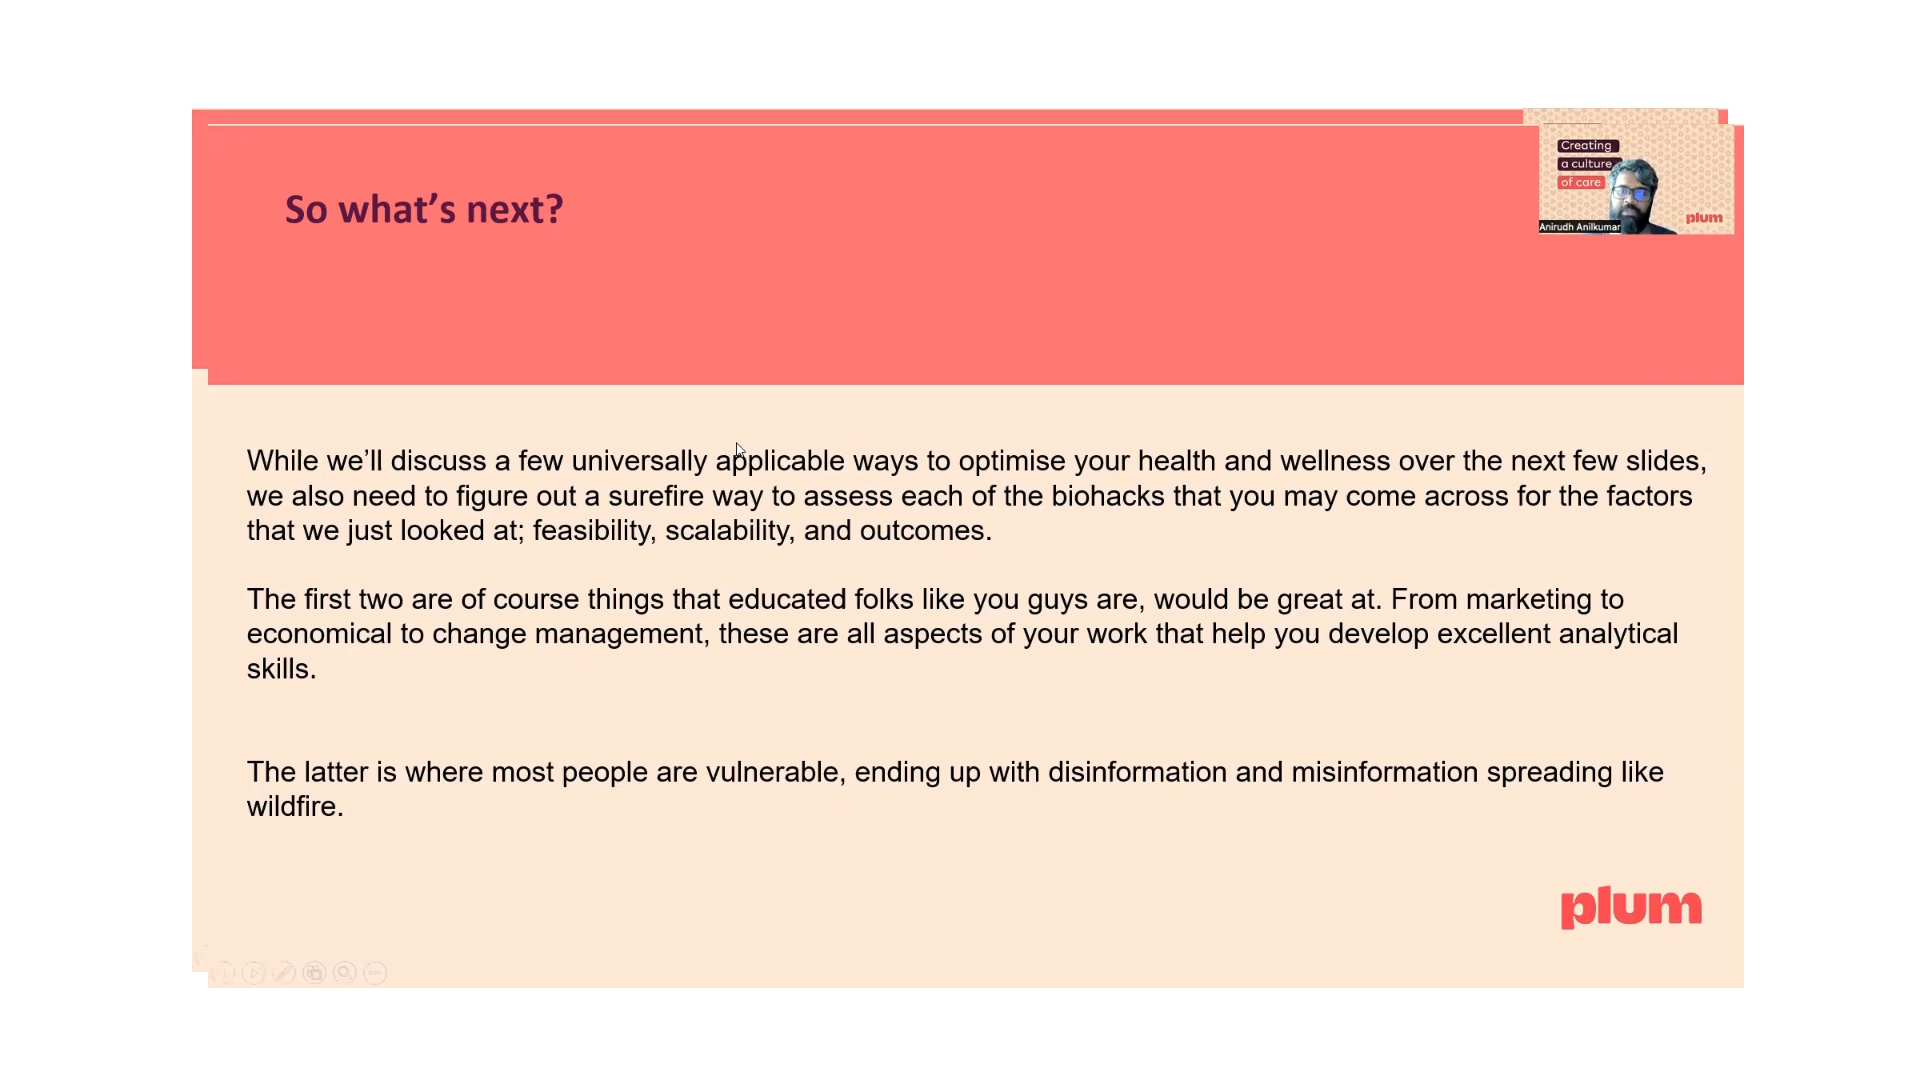 So what’s next?
Creating
a culture
of care
plum
Anirudh Anilkumar
While we’ll discuss a few universally applicable ways to optimise your health and wellness over the next few slides,
we also need to figure out a surefire way to assess each of the biohacks that you may come across for the factors
that we just looked at; feasibility, scalability, and outcomes.
The first two are of course things that educated folks like you guys are, would be great at. From marketing to
economical to change management, these are all aspects of your work that help you develop excellent analytical
skills.
The latter is where most people are vulnerable, ending up with disinformation and misinformation spreading like
wildfire.
plum